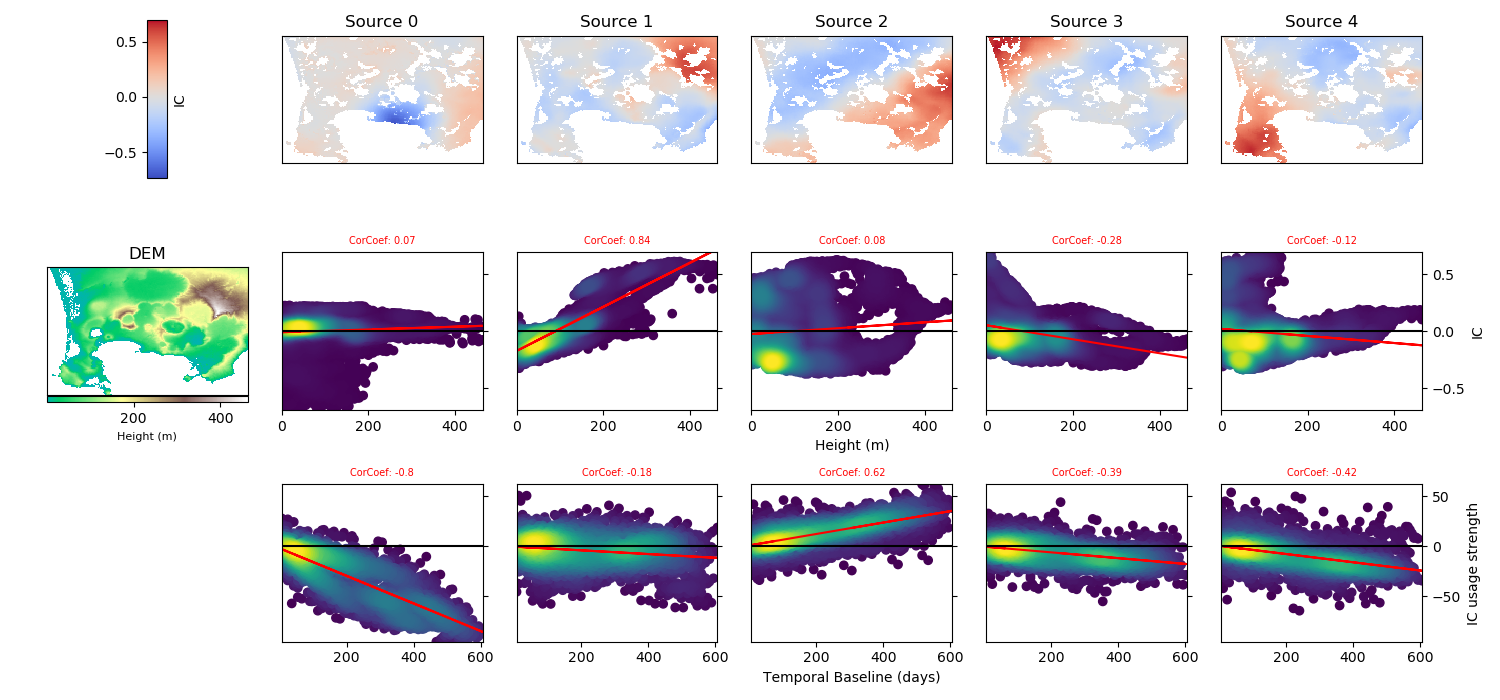 Source 0 Source 1 Source 2 Source 3 Source 4
0.5
0.0
−0.5
IC
CorCoef: 0.07 CorCoef: 0.84 CorCoef: 0.08 CorCoef: -0.28 CorCoef: -0.12
DEM
200 400
Height (m)
0.5
0.0
−0.5
IC
0 200 400 0 200 400 0 200 400 0 200 400 0 200 400
Height (m)
CorCoef: -0.8 CorCoef: -0.18 CorCoef: 0.62 CorCoef: -0.39 CorCoef: -0.42
50
0
−50
IC usage strength
200 400 600 200 400 600 200 400 600 200 400 600 200 400 600
Temporal Baseline (days)